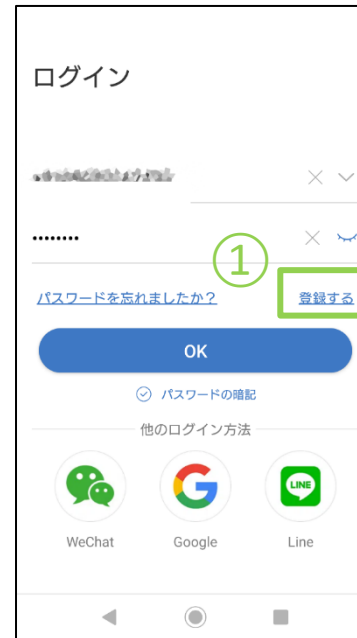 ログイン
••••••••
①
パスワードを忘れましたか？ 登録する
OK
パスワードの暗記
他のログイン方法
LINE
WeChat Google Line